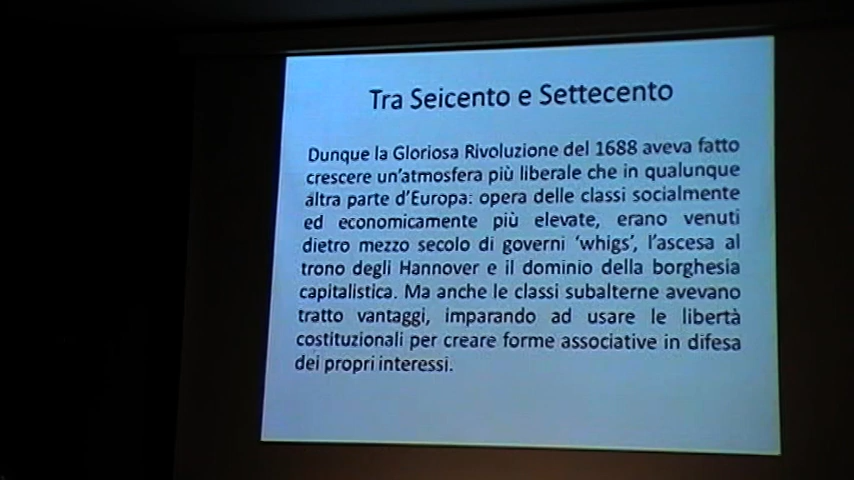 Tra Seicento e Settecento
Dunque la Gloriosa Rivoluzione del 1688 aveva fatto
crescere un'atmosfera più liberale che in qualunque
altra parte d'Europa: opera delle classi socialmente
ed economicamente più elevate, erano venuti
dietro mezzo secolo di governi 'whigs', l'ascesa al
trono degli Hannover e il dominio della borghesia
capitalistica. Ma anche le classi subalterne avevano
tratto vantaggi, imparando ad usare le libertà
costituzionali per creare forme associative in difesa
dei propri interessi.